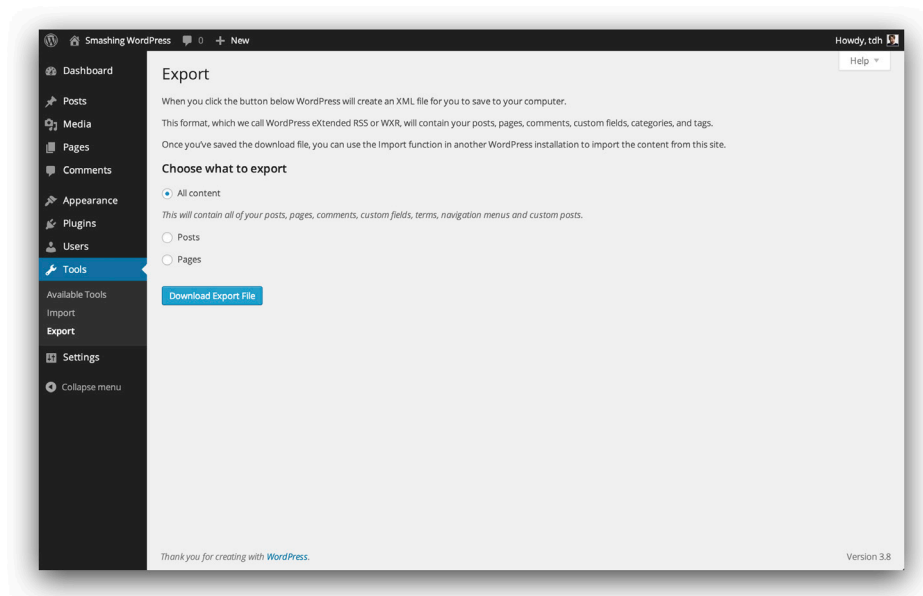 Smashing WordPress 0 + New Howdy, tdh
Help
Dashboard
Posts
Media
Pages
Comments
Appearance
Plugins
Users
Tools
Available Tools
Import
Export
Settings
Collapse menu
Export
When you click the button below WordPress will create an XML file for you to save to your computer.
This format, which we call WordPress eXtended RSS or WXR, will contain your posts, pages, comments, custom fields, categories, and tags.
Once you've saved the download file, you can use the Import function in another WordPress installation to import the content from this site.
Choose what to export
All content
This will contain all of your posts, pages, comments, custom fields, terms, navigation menus and custom posts.
Posts
Pages
Download Export File
Thank you for creating with WordPress. Version 3.8